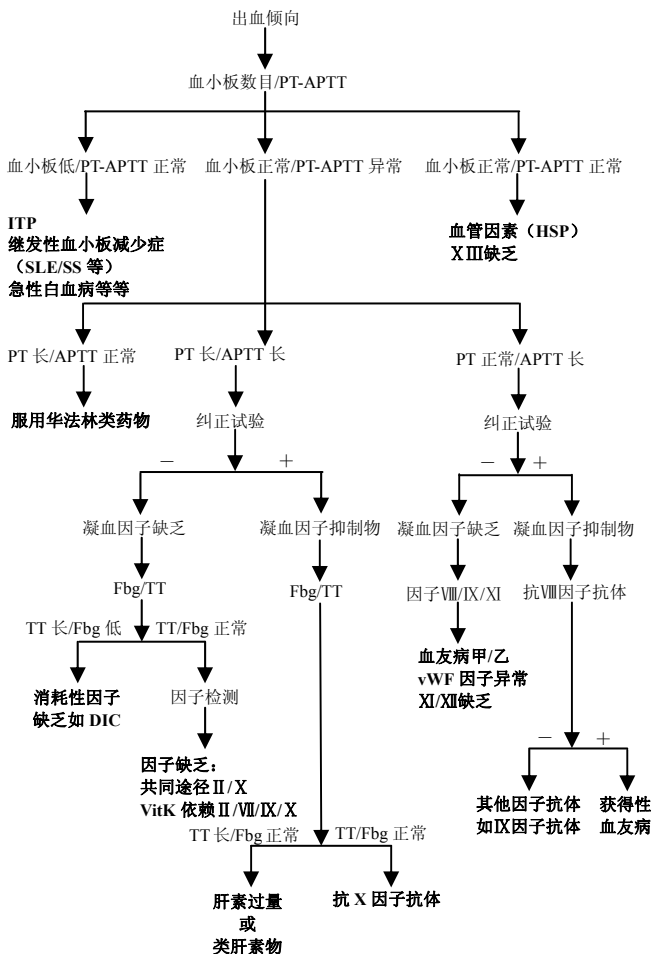 出血倾向
血小板数目/PT-APTT
血小板低/PT-APTT 正常
血小板正常/PT-APTT 异常
血小板正常/PT-APTT 正常
ITP
继发性血小板减少症
（SLE/SS 等）
急性白血病等等
血管因素（HSP）
ⅩⅢ缺乏
PT 长/APTT 正常
PT 长/APTT 长
PT 正常/APTT 长
服用华法林类药物
纠正试验
纠正试验
－
＋
－
＋
凝血因子缺乏
凝血因子抑制物
凝血因子缺乏
凝血因子抑制物
Fbg/TT
Fbg/TT
因子Ⅷ/Ⅸ/Ⅺ
抗Ⅷ因子抗体
TT 长/Fbg 低
TT/Fbg 正常
血友病甲/乙
vWF 因子异常
Ⅺ/Ⅻ缺乏
消耗性因子
缺乏如 DIC
因子检测
因子缺乏：
共同途径Ⅱ/Ⅹ
VitK 依赖Ⅱ/Ⅶ/Ⅸ/Ⅹ
－
＋
其他因子抗体
如Ⅸ因子抗体
获得性
血友病
TT 长/Fbg 正常
TT/Fbg 正常
肝素过量
或
类肝素物
抗 X 因子抗体